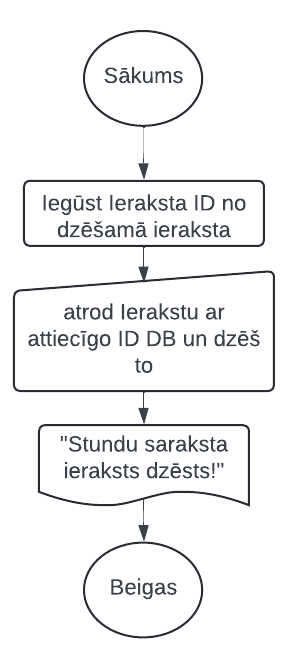 Sākums
Iegūst Ieraksta ID no
dzēšamā ieraksta
atrod Ierakstu ar
attiecīgo ID DB un dzēš
to
"Stundu saraksta
ieraksts dzēsts!"
Beigas